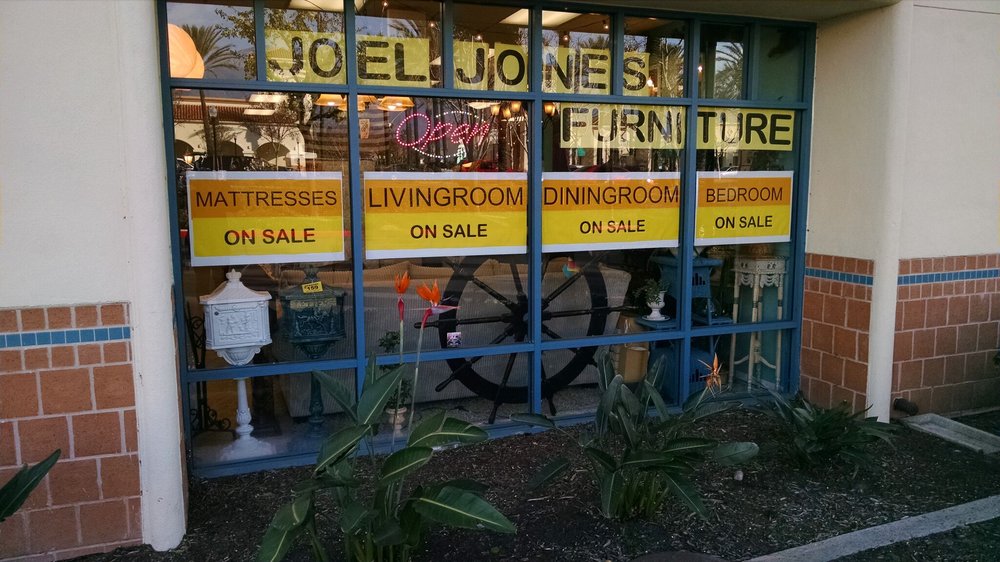 JOEL JONES
FURNITURE
Open
MATTRESSES
ON SALE
LIVINGROOM
ON SALE
DININGROOM
ON SALE
BEDROOM
ON SALE